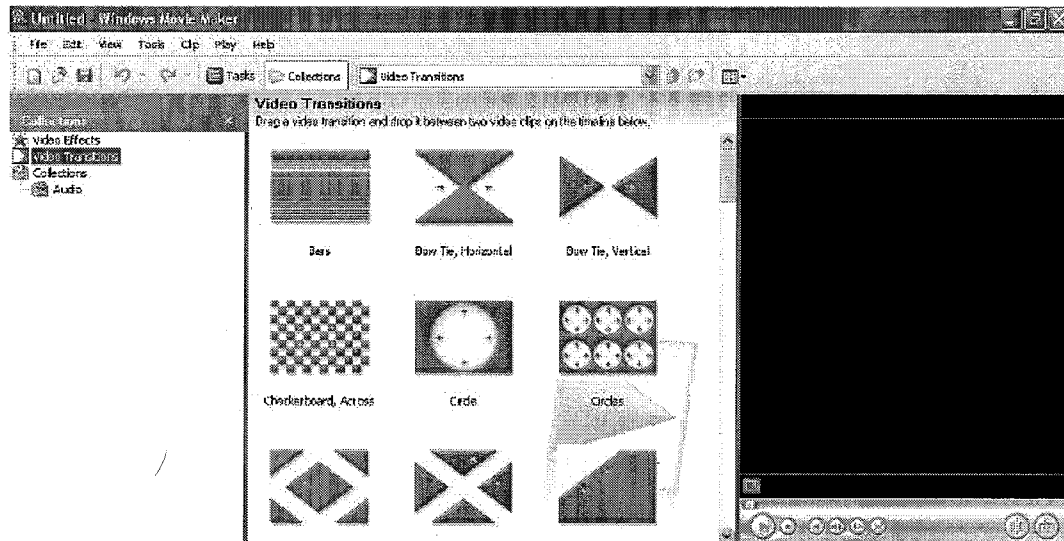 Untitled - Windows Movie Maker
File Edit View Tools Clip Play Help
Tasks Collections Video Transitions
Collections
Video Effects
Video Transitions
Collections
Audio
Video Transitions
Drag a video transition and drop it between two video clips on the timeline below.
Bars Bow Tie, Horizontal Bow Tie, Vertical
Checkerboard, Across Circle Circles